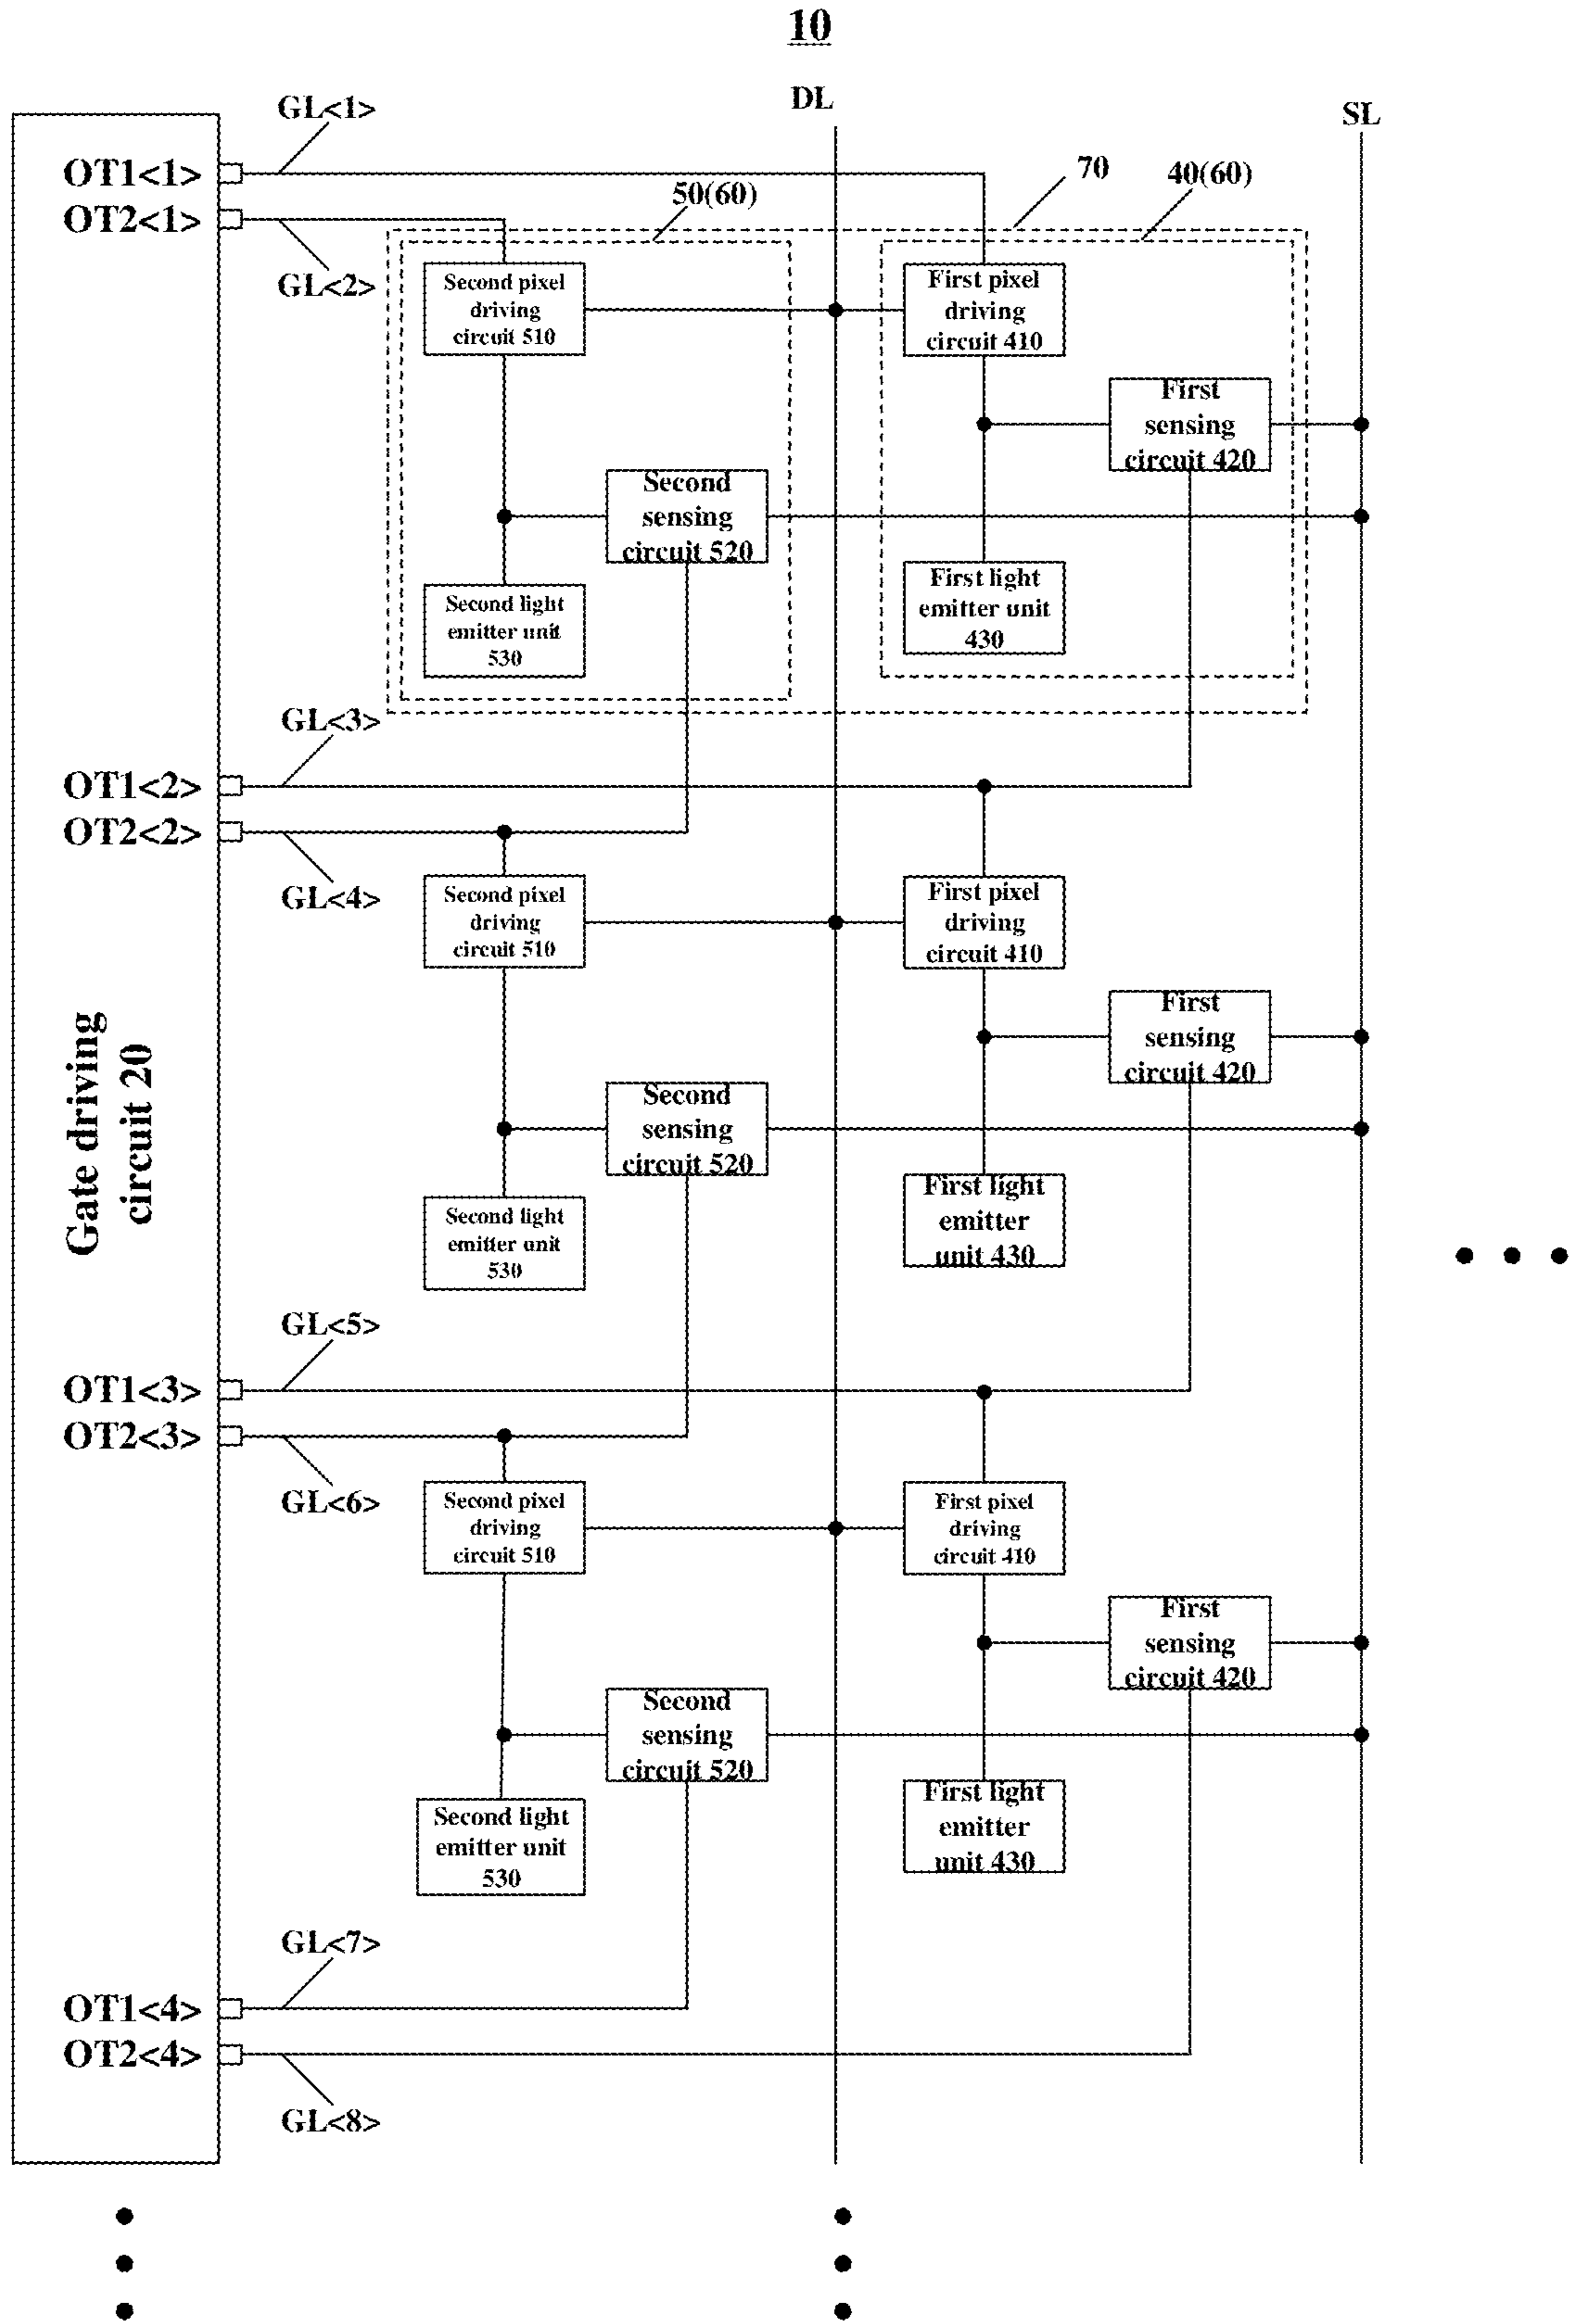 10
DL
SL
GL<1>
OT1<1>
OT2<1>
GL<2>
50(60)
70
40(60)
Second pixel
driving
circuit 510
First pixel
driving
circuit 410
First
sensing
circuit 420
Second
sensing
circuit 520
Second light
emitter unit
530
First light
emitter unit
430
GL<3>
OT1<2>
OT2<2>
GL<4>
Second pixel
driving
circuit 510
First pixel
driving
circuit 410
First
sensing
circuit 420
Second
sensing
circuit 520
Second light
emitter unit
530
First light
emitter
unit 430
Gate driving
circuit 20
GL<5>
OT1<3>
OT2<3>
GL<6>
Second pixel
driving
circuit 510
First pixel
driving
circuit 410
First
sensing
circuit 420
Second
sensing
circuit 520
Second light
emitter unit
530
First light
emitter
unit 430
GL<7>
OT1<4>
OT2<4>
GL<8>